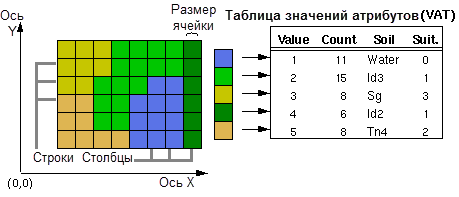 Ось
Y
Размер
ячейки
Таблица значений атрибутов(VAT)
Value Count Soil Suit.
1 11 Water 0
2 15 Id3 1
3 8 Sg 3
4 6 Id2 1
5 8 Tn4 2
Строки Столбцы
(0,0)
Ось X